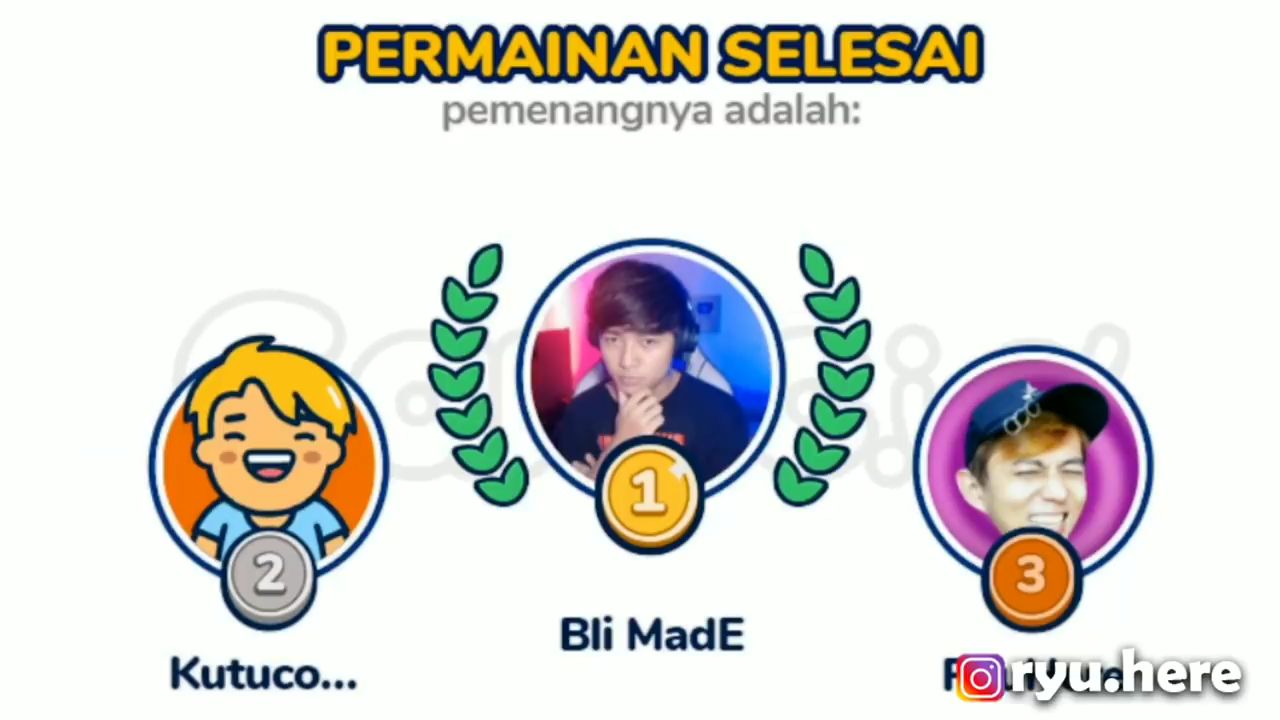 PERMAINAN SELESAI
pemenangnya adalah:
1
2
3
Bli MadE
Kutuco...
ryu.here